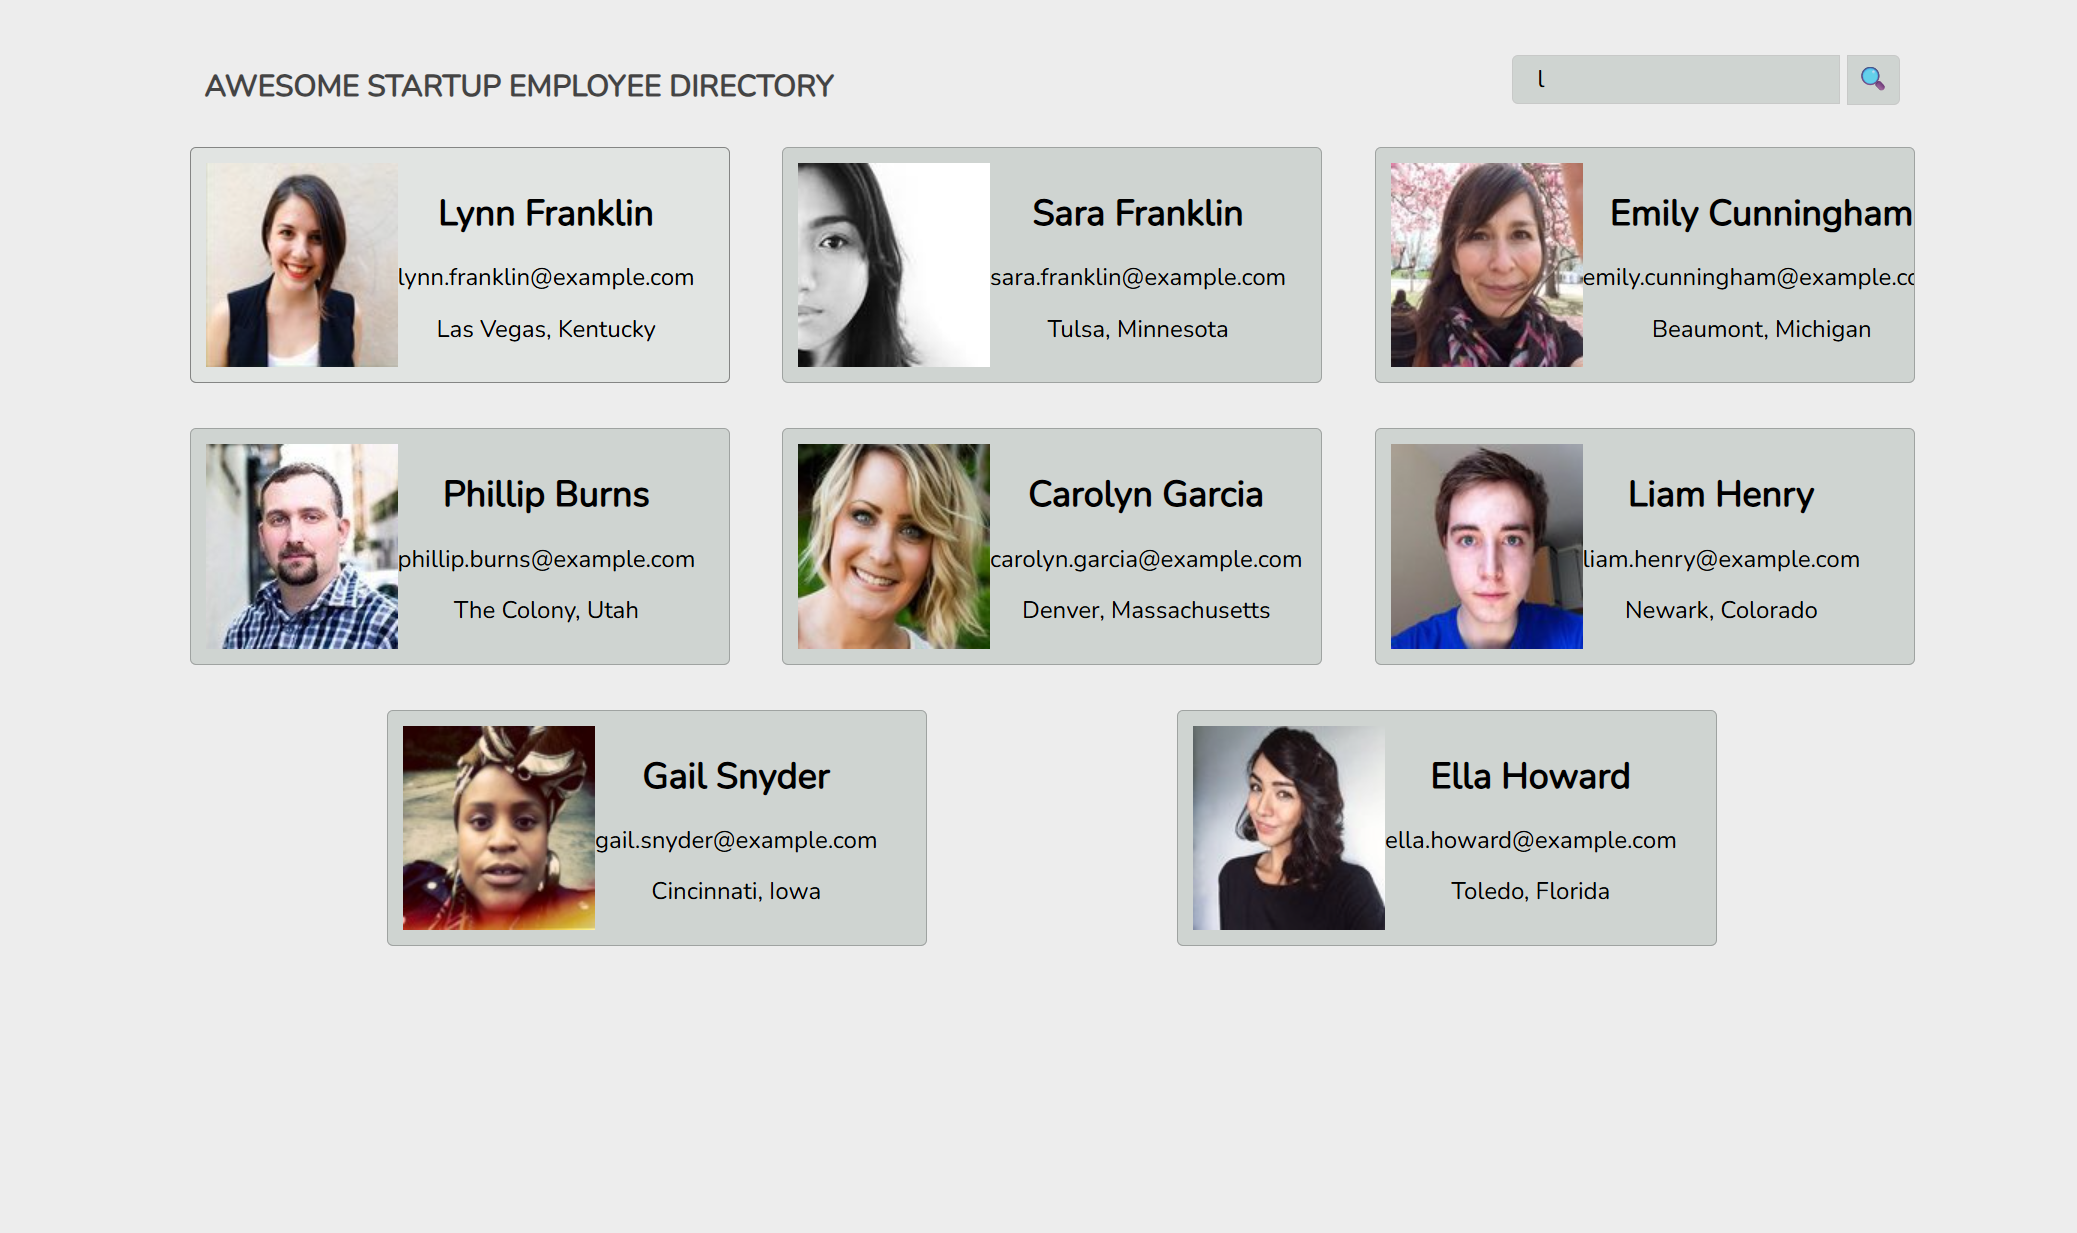 AWESOME STARTUP EMPLOYEE DIRECTORY
l
Lynn Franklin
lynn.franklin@example.com
Las Vegas, Kentucky
Sara Franklin
sara.franklin@example.com
Tulsa, Minnesota
Emily Cunningham
emily.cunningham@example.co
Beaumont, Michigan
Phillip Burns
phillip.burns@example.com
The Colony, Utah
Carolyn Garcia
carolyn.garcia@example.com
Denver, Massachusetts
Liam Henry
liam.henry@example.com
Newark, Colorado
Gail Snyder
gail.snyder@example.com
Cincinnati, Iowa
Ella Howard
ella.howard@example.com
Toledo, Florida